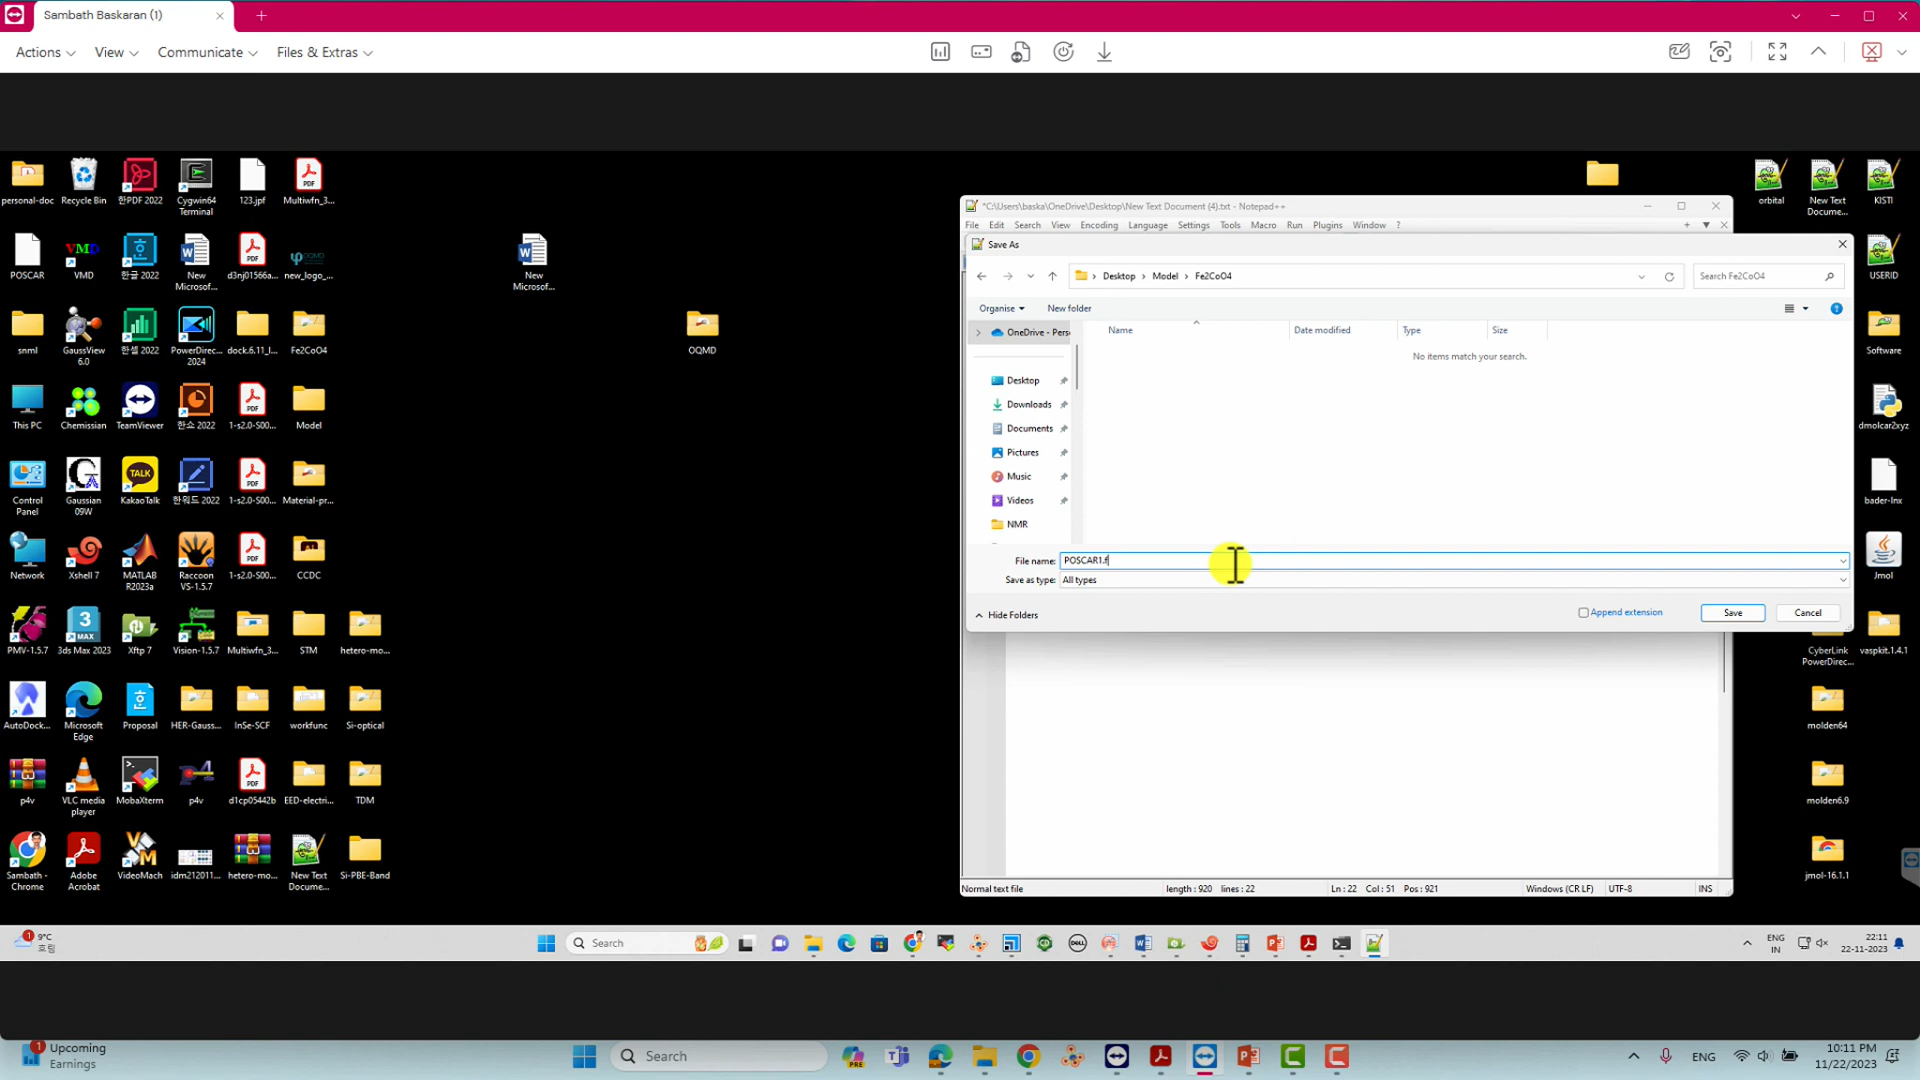 Sambath Baskaran (1)
Actions View Communicate Files & Extras
personal-doc
Recycle Bin
한PDF 2022
Cygwin64 Terminal
123.jpf
Multiwfn_3...
orbital
New Text Docume...
KISTI
*C:\Users\baska\OneDrive\Desktop\New Text Document (4).txt - Notepad++
File Edit Search View Encoding Language Settings Tools Macro Run Plugins Window ?
Save As
Desktop > Model > Fe2CoO4
Search Fe2CoO4
Organise
New folder
Name Date modified Type Size
No items match your search.
OneDrive - Pers
Desktop
Downloads
Documents
Pictures
Music
Videos
NMR
File name: POSCAR1.f
Save as type: All types
Hide Folders
Append extension
Save
Cancel
POSCAR
VMD
한글 2022
New Microsof...
d3nj01566a...
new_logo_...
New Microsof...
USERID
snml
GaussView 6.0
한셀 2022
PowerDirec... 2024
dock.6.11_l...
Fe2CoO4
OQMD
Software
This PC
Chemissian
TeamViewer
한쇼 2022
1-s2.0-S00...
Model
dmolcar2xyz
Control Panel
Gaussian 09W
TALK
KakaoTalk
한워드 2022
1-s2.0-S00...
Material-pr...
bader-lnx
Network
Xshell 7
MATLAB R2023a
Raccoon VS-1.5.7
1-s2.0-S00...
CCDC
Jmol
PMV-1.5.7
3ds Max 2023
Xftp 7
Vision-1.5.7
Multiwfn_3...
STM
hetero-mo...
CyberLink PowerDirec...
vaspkit.1.4.1
AutoDock...
Microsoft Edge
Proposal
HER-Gauss...
InSe-SCF
workfunc
Si-optical
molden64
p4v
VLC media player
MobaXterm
p4v
d1cp05442b
EED-electri...
TDM
molden6.9
Sambath - Chrome
Adobe Acrobat
VideoMach
idm212011...
hetero-mo...
New Text Docume...
Si-PBE-Band
jmol-16.1.1
Normal text file length : 920 lines : 22 Ln : 22 Col : 51 Pos : 921 Windows (CR LF) UTF-8 INS
1
9°C
흐림
Search
ENG
IN
22:11
22-11-2023
1
Upcoming
Earnings
Search
ENG
10:11 PM
11/22/2023